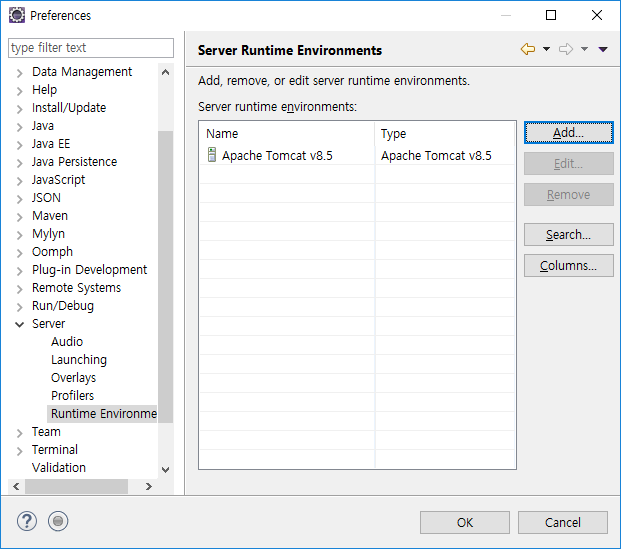 Preferences
type filter text
Data Management
Help
Install/Update
Java
Java EE
Java Persistence
JavaScript
JSON
Maven
Mylyn
Oomph
Plug-in Development
Remote Systems
Run/Debug
Server
Audio
Launching
Overlays
Profilers
Runtime Environme
Team
Terminal
Validation
Server Runtime Environments
Add, remove, or edit server runtime environments.
Server runtime environments:
Name Type
Apache Tomcat v8.5 Apache Tomcat v8.5
Add...
Edit...
Remove
Search...
Columns...
?
OK Cancel